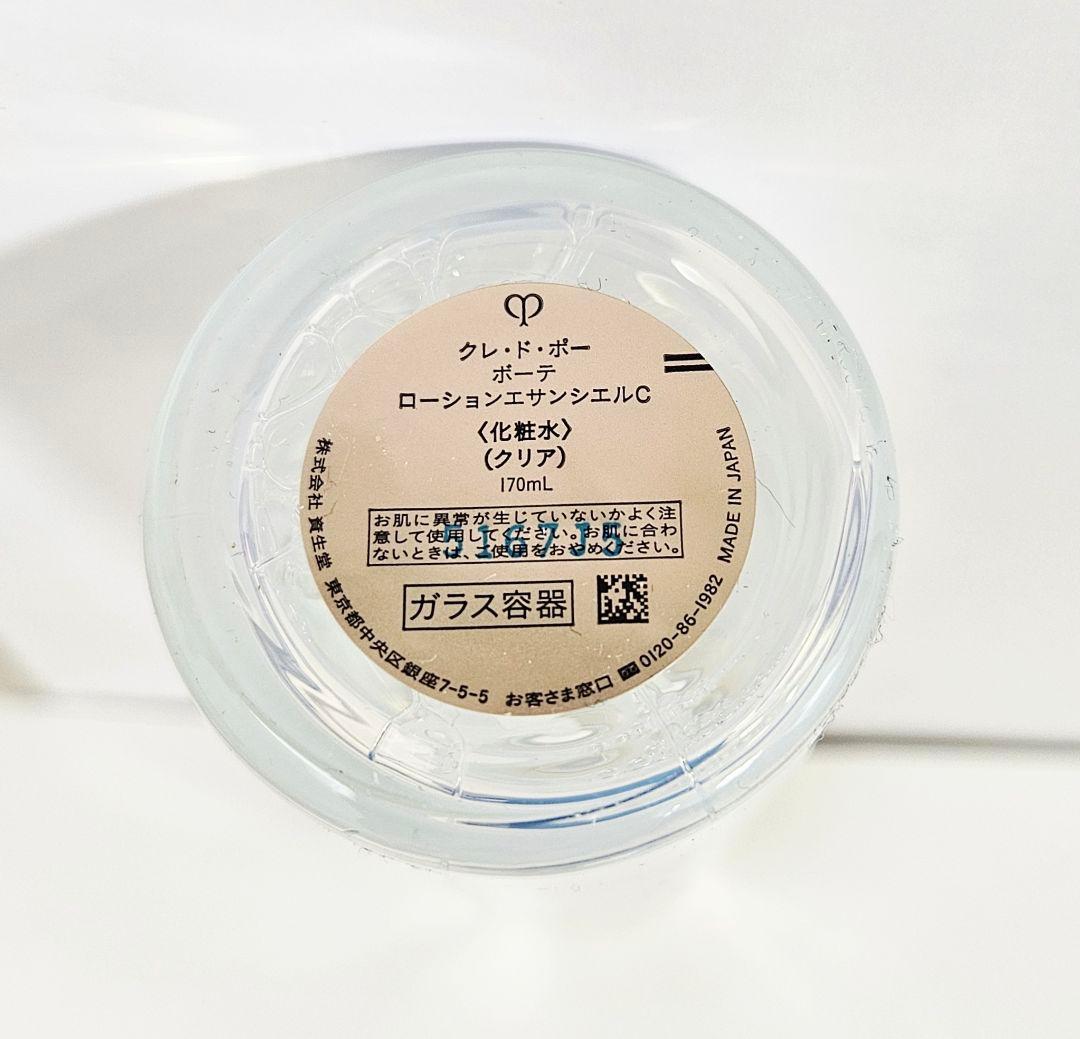 クレ・ド・ポー
ボーテ
ローションエサンシエルC
〈化粧水〉
(クリア)
170mL
お肌に異常が生じていないかよく注
意して使用してください。お肌に合わ
ないときは、ご使用をおやめください。
5167J5
ガラス容器
株式会社 資生堂 東京都中央区銀座7-5-5 お客さま窓口 0120-86-1982 MADE IN JAPAN